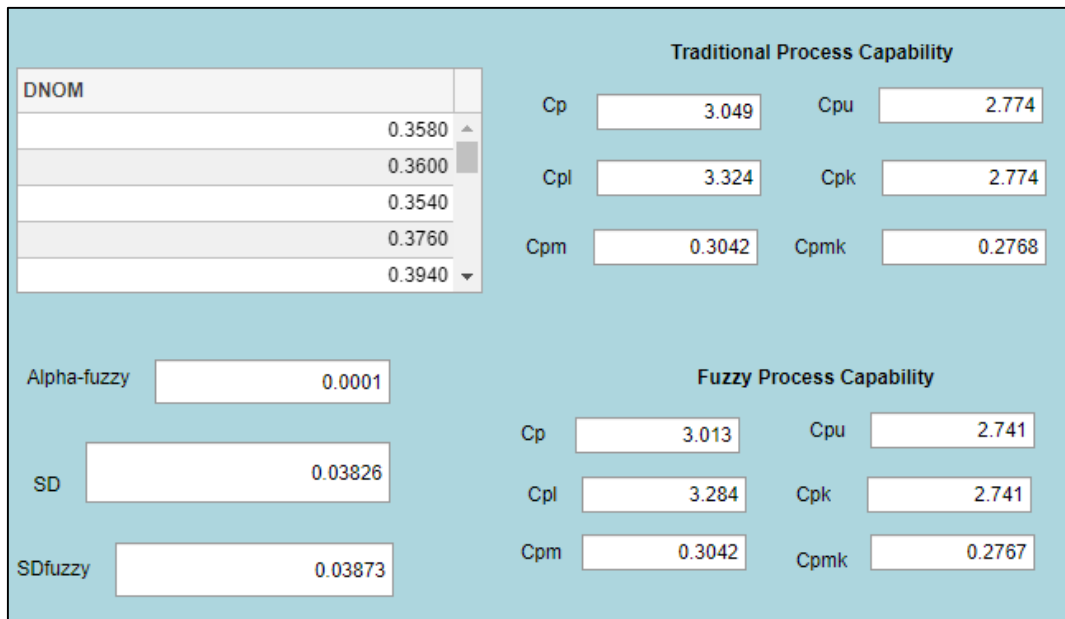 Traditional Process Capability
DNOM
0.3580
0.3600
0.3540
0.3760
0.3940
Cp 3.049 Cpu 2.774
Cpl 3.324 Cpk 2.774
Cpm 0.3042 Cpmk 0.2768
Alpha-fuzzy 0.0001
SD 0.03826
SDfuzzy 0.03873
Fuzzy Process Capability
Cp 3.013 Cpu 2.741
Cpl 3.284 Cpk 2.741
Cpm 0.3042 Cpmk 0.2767